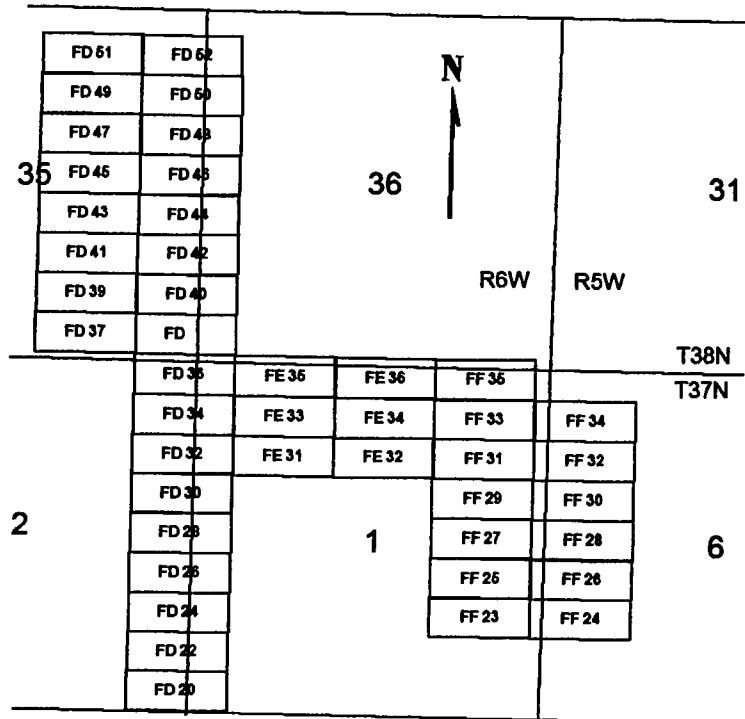 FD 51 FD 52
N
FD 49 FD 50
FD 47 FD 48
35 FD 45 FD 46 36 31
FD 43 FD 44
FD 41 FD 42
R6W R5W
FD 39 FD 40
FD 37 FD
T38N
FD 35 FE 35 FE 36 FF 35
T37N
FD 34 FE 33 FE 34 FF 33 FF 34
FD 32 FE 31 FE 32 FF 31 FF 32
FD 30 FF 29 FF 30
2 FD 28 1 FF 27 FF 28 6
FD 26 FF 25 FF 26
FD 24 FF 23 FF 24
FD 22
FD 20